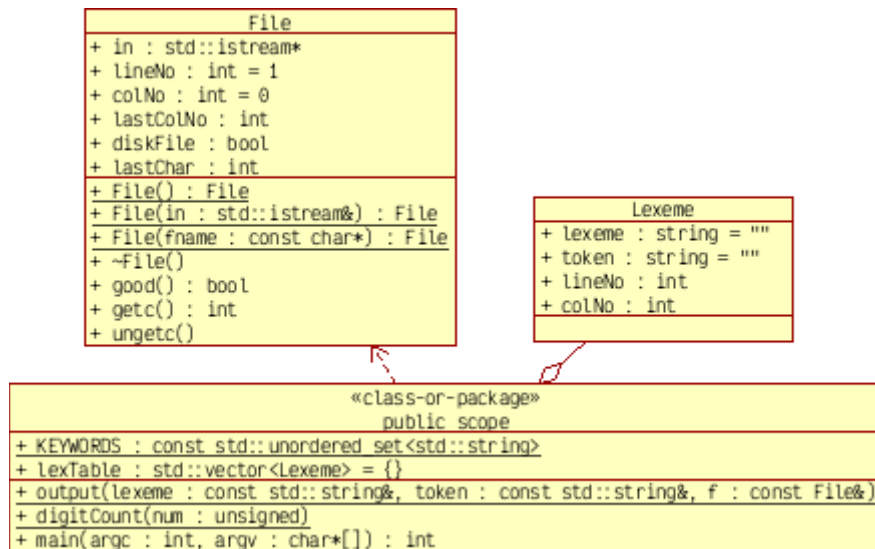 File
+ in : std::istream*
+ lineNo : int = 1
+ colNo : int = 0
+ lastColNo : int
+ diskFile : bool
+ lastChar : int
+ File() : File
+ File(in : std::istream&) : File
+ File(fname : const char*) : File
+ ~File()
+ good() : bool
+ getc() : int
+ ungetc()
Lexeme
+ lexeme : string = ""
+ token : string = ""
+ lineNo : int
+ colNo : int
«class-or-package»
public scope
+ KEYWORDS : const std::unordered_set<std::string>
+ lexTable : std::vector<Lexeme> = {}
+ output(lexeme : const std::string&, token : const std::string&, f : const File&)
+ digitCount(num : unsigned)
+ main(argc : int, argv : char*[]) : int